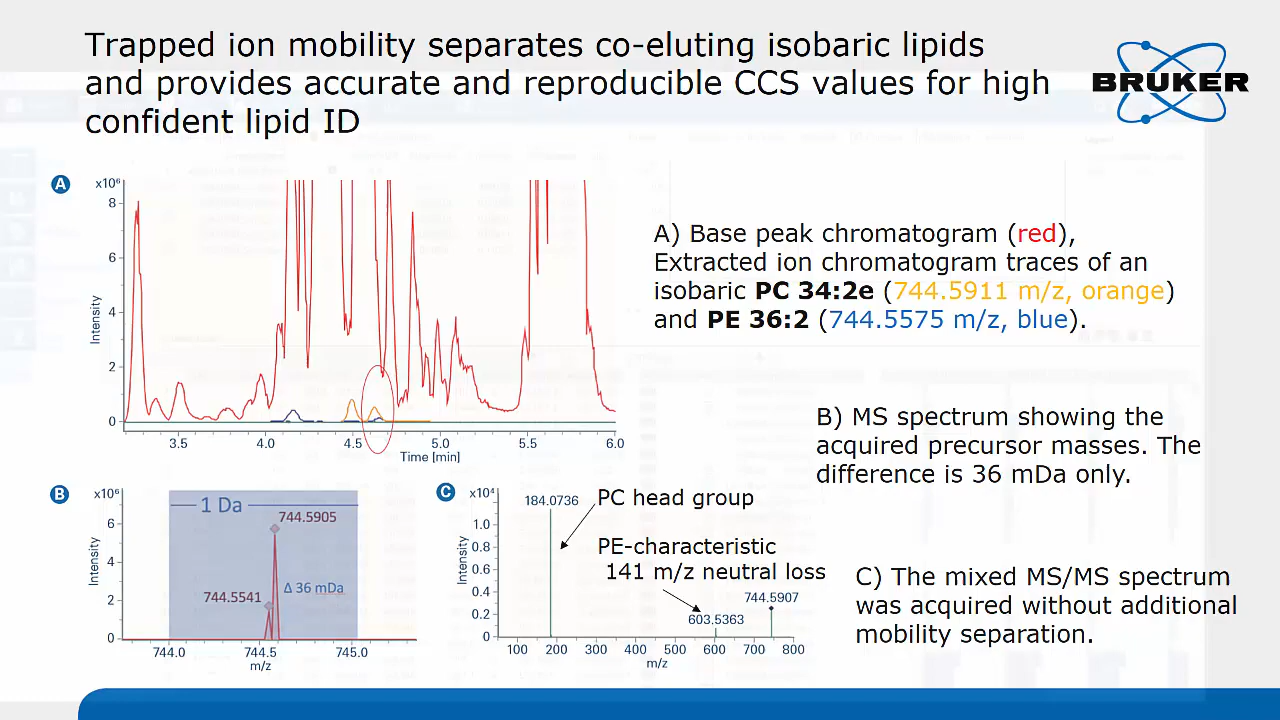 Trapped ion mobility separates co-eluting isobaric lipids
and provides accurate and reproducible CCS values for high
confident lipid ID
BRUKER
A
x10⁶
8
6
4
2
0
Intensity
3.5 4.0 4.5 5.0 5.5 6.0
Time [min]
A) Base peak chromatogram (red),
Extracted ion chromatogram traces of an
isobaric PC 34:2e (744.5911 m/z, orange)
and PE 36:2 (744.5575 m/z, blue).
B
x10⁶
6
4
2
0
Intensity
1 Da
744.5905
744.5541
Δ 36 mDa
744.0 744.5 745.0
m/z
B) MS spectrum showing the
acquired precursor masses. The
difference is 36 mDa only.
C
x10⁴
1.0
0.8
0.6
0.4
0.2
0
Intensity
184.0736
PC head group
PE-characteristic
141 m/z neutral loss
744.5907
603.5363
100 200 300 400 500 600 700 800
m/z
C) The mixed MS/MS spectrum
was acquired without additional
mobility separation.